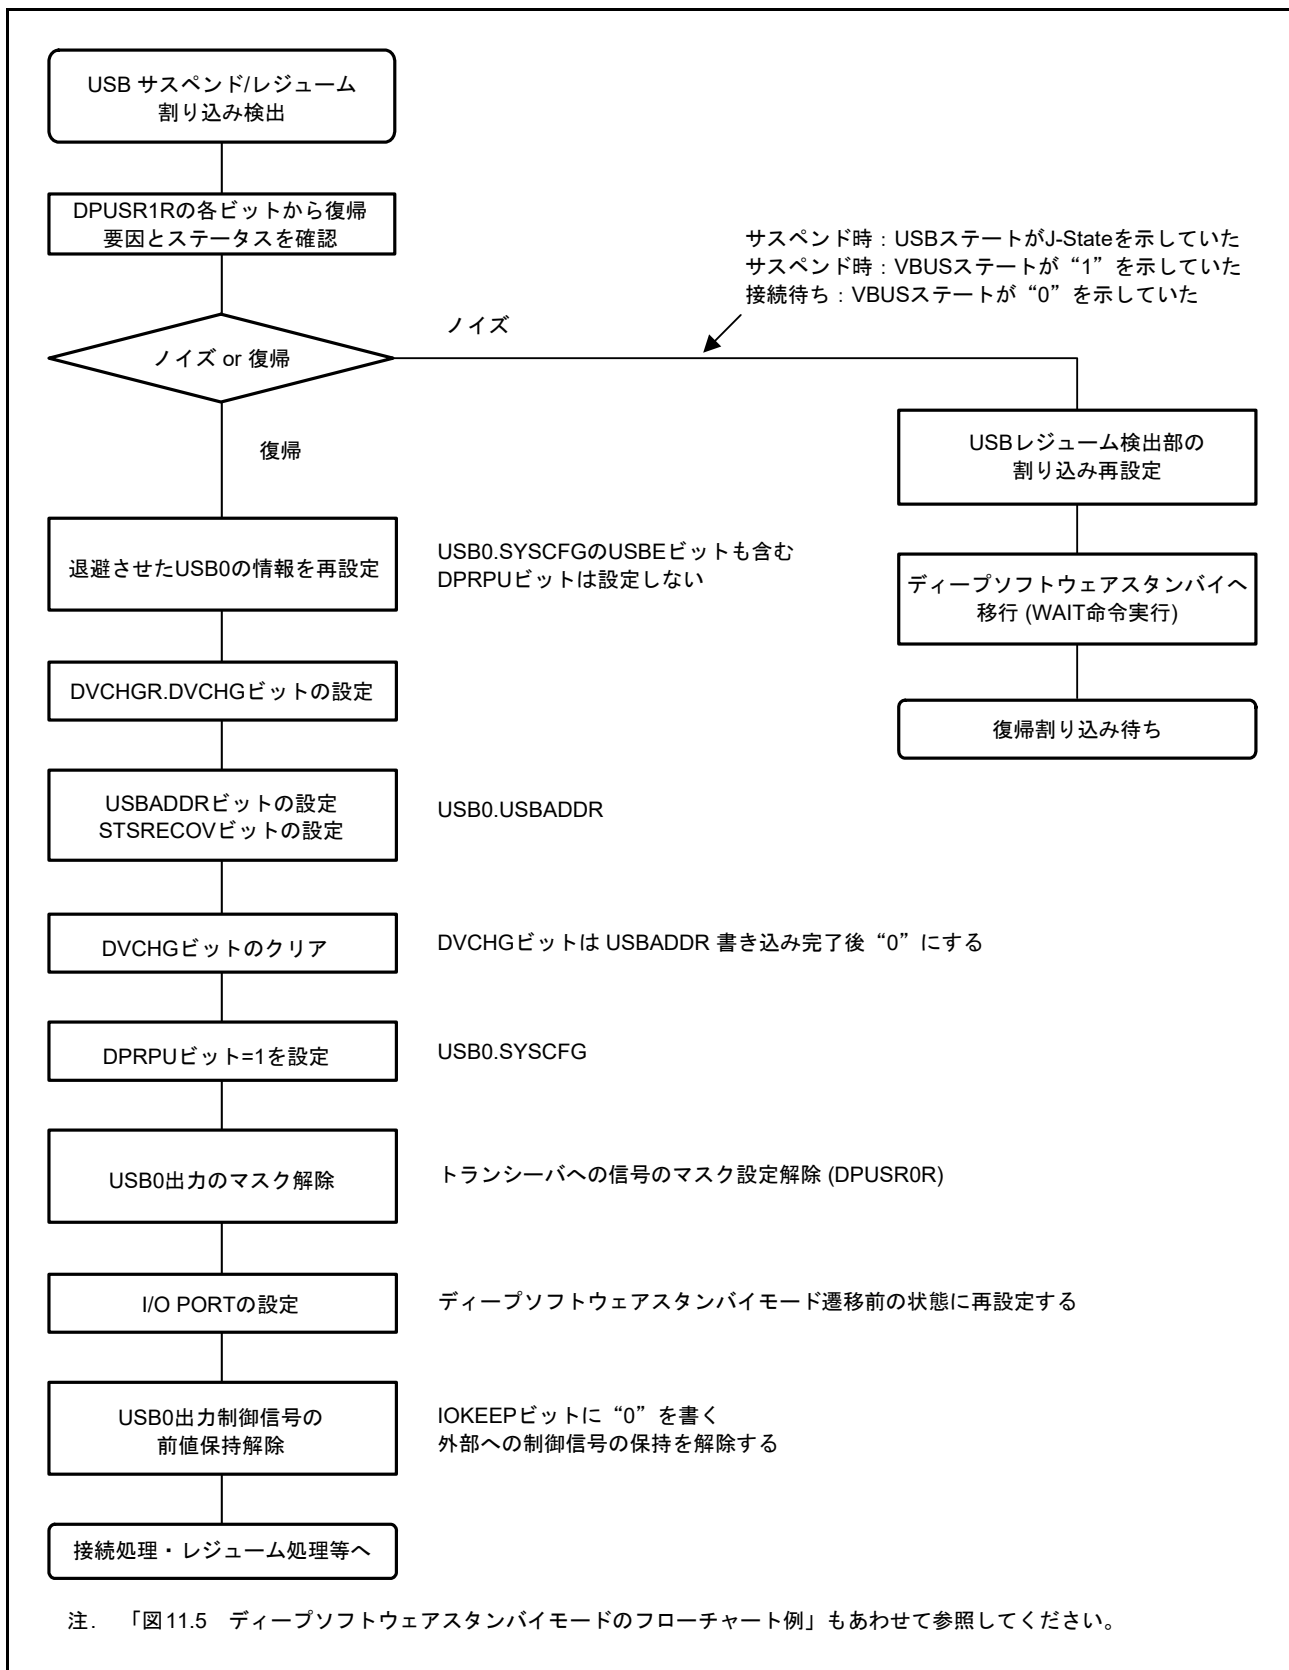 USB サスペンド/レジューム
割り込み検出
DPUSR1Rの各ビットから復帰
要因とステータスを確認
サスペンド時：USBステートがJ-Stateを示していた
サスペンド時：VBUSステートが“1”を示していた
接続待ち：VBUSステートが“0”を示していた
ノイズ
ノイズ or 復帰
復帰
USBレジューム検出部の
割り込み再設定
ディープソフトウェアスタンバイへ
移行 (WAIT命令実行)
復帰割り込み待ち
退避させたUSB0の情報を再設定
USB0.SYSCFGのUSBEビットも含む
DPRPUビットは設定しない
DVCHGR.DVCHGビットの設定
USBADDRビットの設定
STSRECOVビットの設定
USB0.USBADDR
DVCHGビットのクリア
DVCHGビットは USBADDR 書き込み完了後“0”にする
DPRPUビット=1を設定
USB0.SYSCFG
USB0出力のマスク解除
トランシーバへの信号のマスク設定解除 (DPUSR0R)
I/O PORTの設定
ディープソフトウェアスタンバイモード遷移前の状態に再設定する
USB0出力制御信号の
前値保持解除
IOKEEPビットに“0”を書く
外部への制御信号の保持を解除する
接続処理・レジューム処理等へ
注. 「図11.5 ディープソフトウェアスタンバイモードのフローチャート例」もあわせて参照してください。